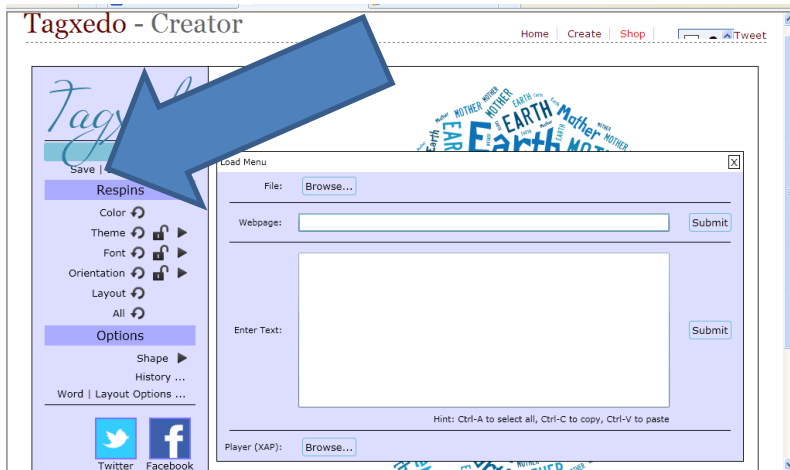 Tagxedo - Creator
Home | Create | Shop
Tweet
Save |
Respins
Color
Theme
Font
Orientation
Layout
All
Options
Shape
History ...
Word | Layout Options ...
Twitter Facebook
MOTHER
EARTH
Mother
Earth
Earth
MOTHER
Load Menu X
File: Browse...
Webpage: Submit
Enter Text: Submit
Hint: Ctrl-A to select all, Ctrl-C to copy, Ctrl-V to paste
Player (XAP): Browse...